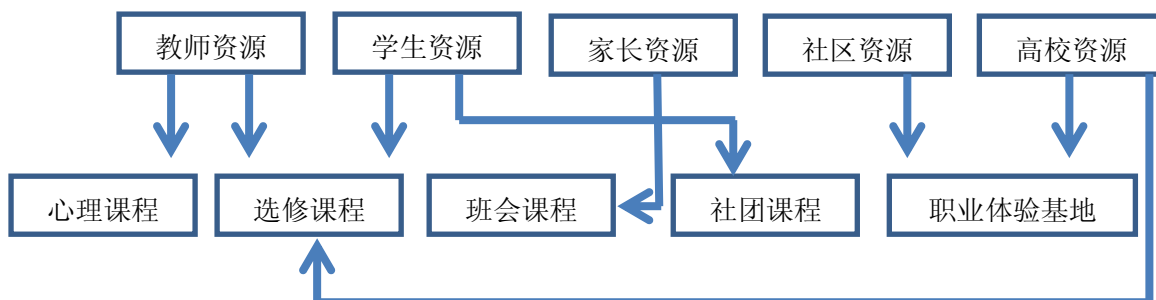 教师资源
学生资源
家长资源
社区资源
高校资源
心理课程
选修课程
班会课程
社团课程
职业体验基地